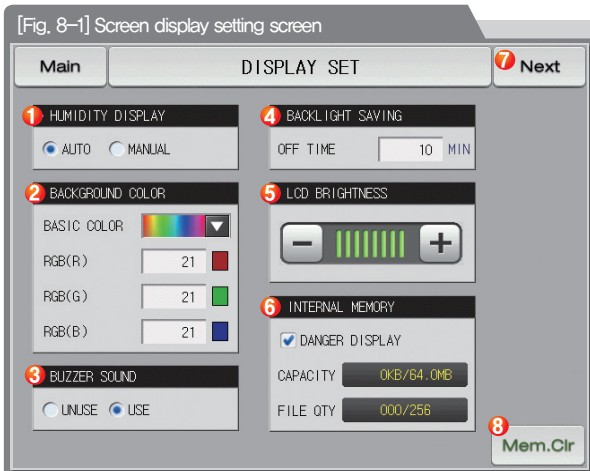 [Fig. 8-1] Screen display setting screen
Main
DISPLAY SET
7 Next
1 HUMIDITY DISPLAY
AUTO MANUAL
2 BACKGROUND COLOR
BASIC COLOR
RGB(R) 21
RGB(G) 21
RGB(B) 21
3 BUZZER SOUND
UNUSE USE
4 BACKLIGHT SAVING
OFF TIME 10 MIN
5 LCD BRIGHTNESS
− +
6 INTERNAL MEMORY
DANGER DISPLAY
CAPACITY 0KB/64.0MB
FILE QTY 000/256
8
Mem.Clr